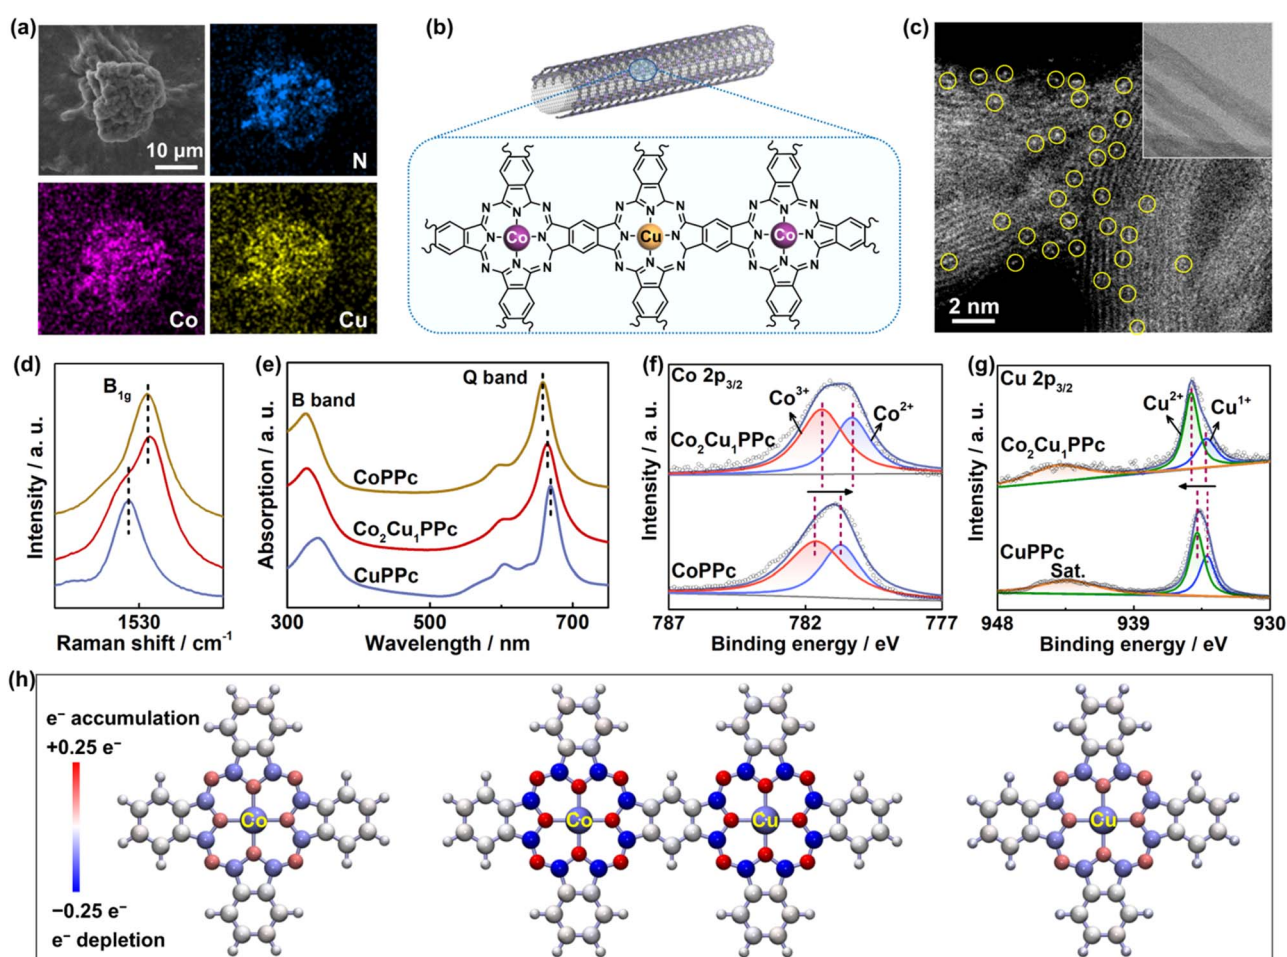 (a)
10 μm
N
Co
Cu
(b)
N
N
N
N
N
N
N
N
N
N
N
N
N
Co
N
N
Cu
N
N
Co
N
N
N
N
N
N
N
N
N
N
N
(c)
2 nm
(d)
B1g
Intensity / a. u.
1530
Raman shift / cm⁻¹
(e)
B band
Q band
CoPPc
Co₂Cu₁PPc
CuPPc
Absorption / a. u.
300
500
700
Wavelength / nm
(f)
Co 2p3/2
Co³⁺
Co²⁺
Co₂Cu₁PPc
CoPPc
Intensity / a. u.
787
782
777
Binding energy / eV
(g)
Cu 2p3/2
Cu²⁺
Cu¹⁺
Co₂Cu₁PPc
CuPPc
Sat.
Intensity / a. u.
948
939
930
Binding energy / eV
(h)
e⁻ accumulation
+0.25 e⁻
−0.25 e⁻
e⁻ depletion
Co
Co
Cu
Cu